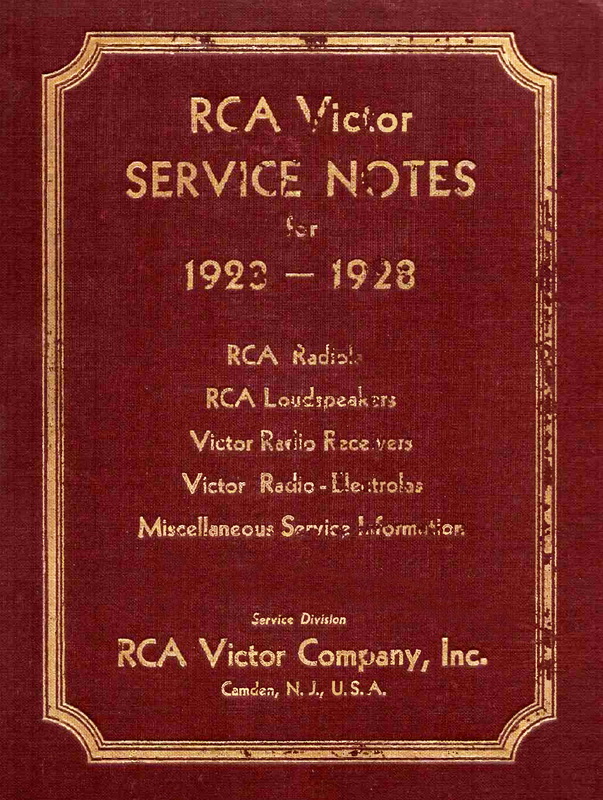 RCA Victor
SERVICE NOTES
for
1923 — 1928
RCA Radiola
RCA Loudspeakers
Victor Radio Receivers
Victor Radio - Electrolas
Miscellaneous Service Information
Service Division
RCA Victor Company, Inc.
Camden, N. J., U. S. A.